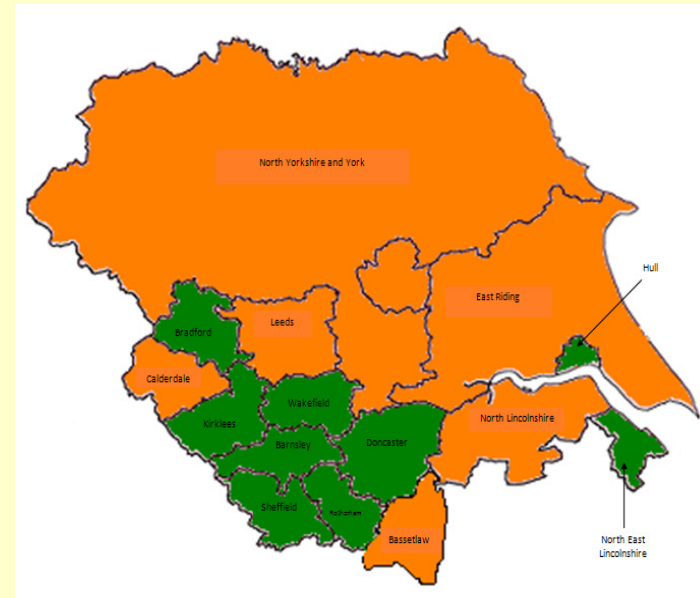 North Yorkshire and York
Hull
East Riding
Leeds
Bradford
Calderdale
Wakefield
Kirklees
North Lincolnshire
Barnsley
Doncaster
Sheffield
Rotherham
Bassetlaw
North East
Lincolnshire